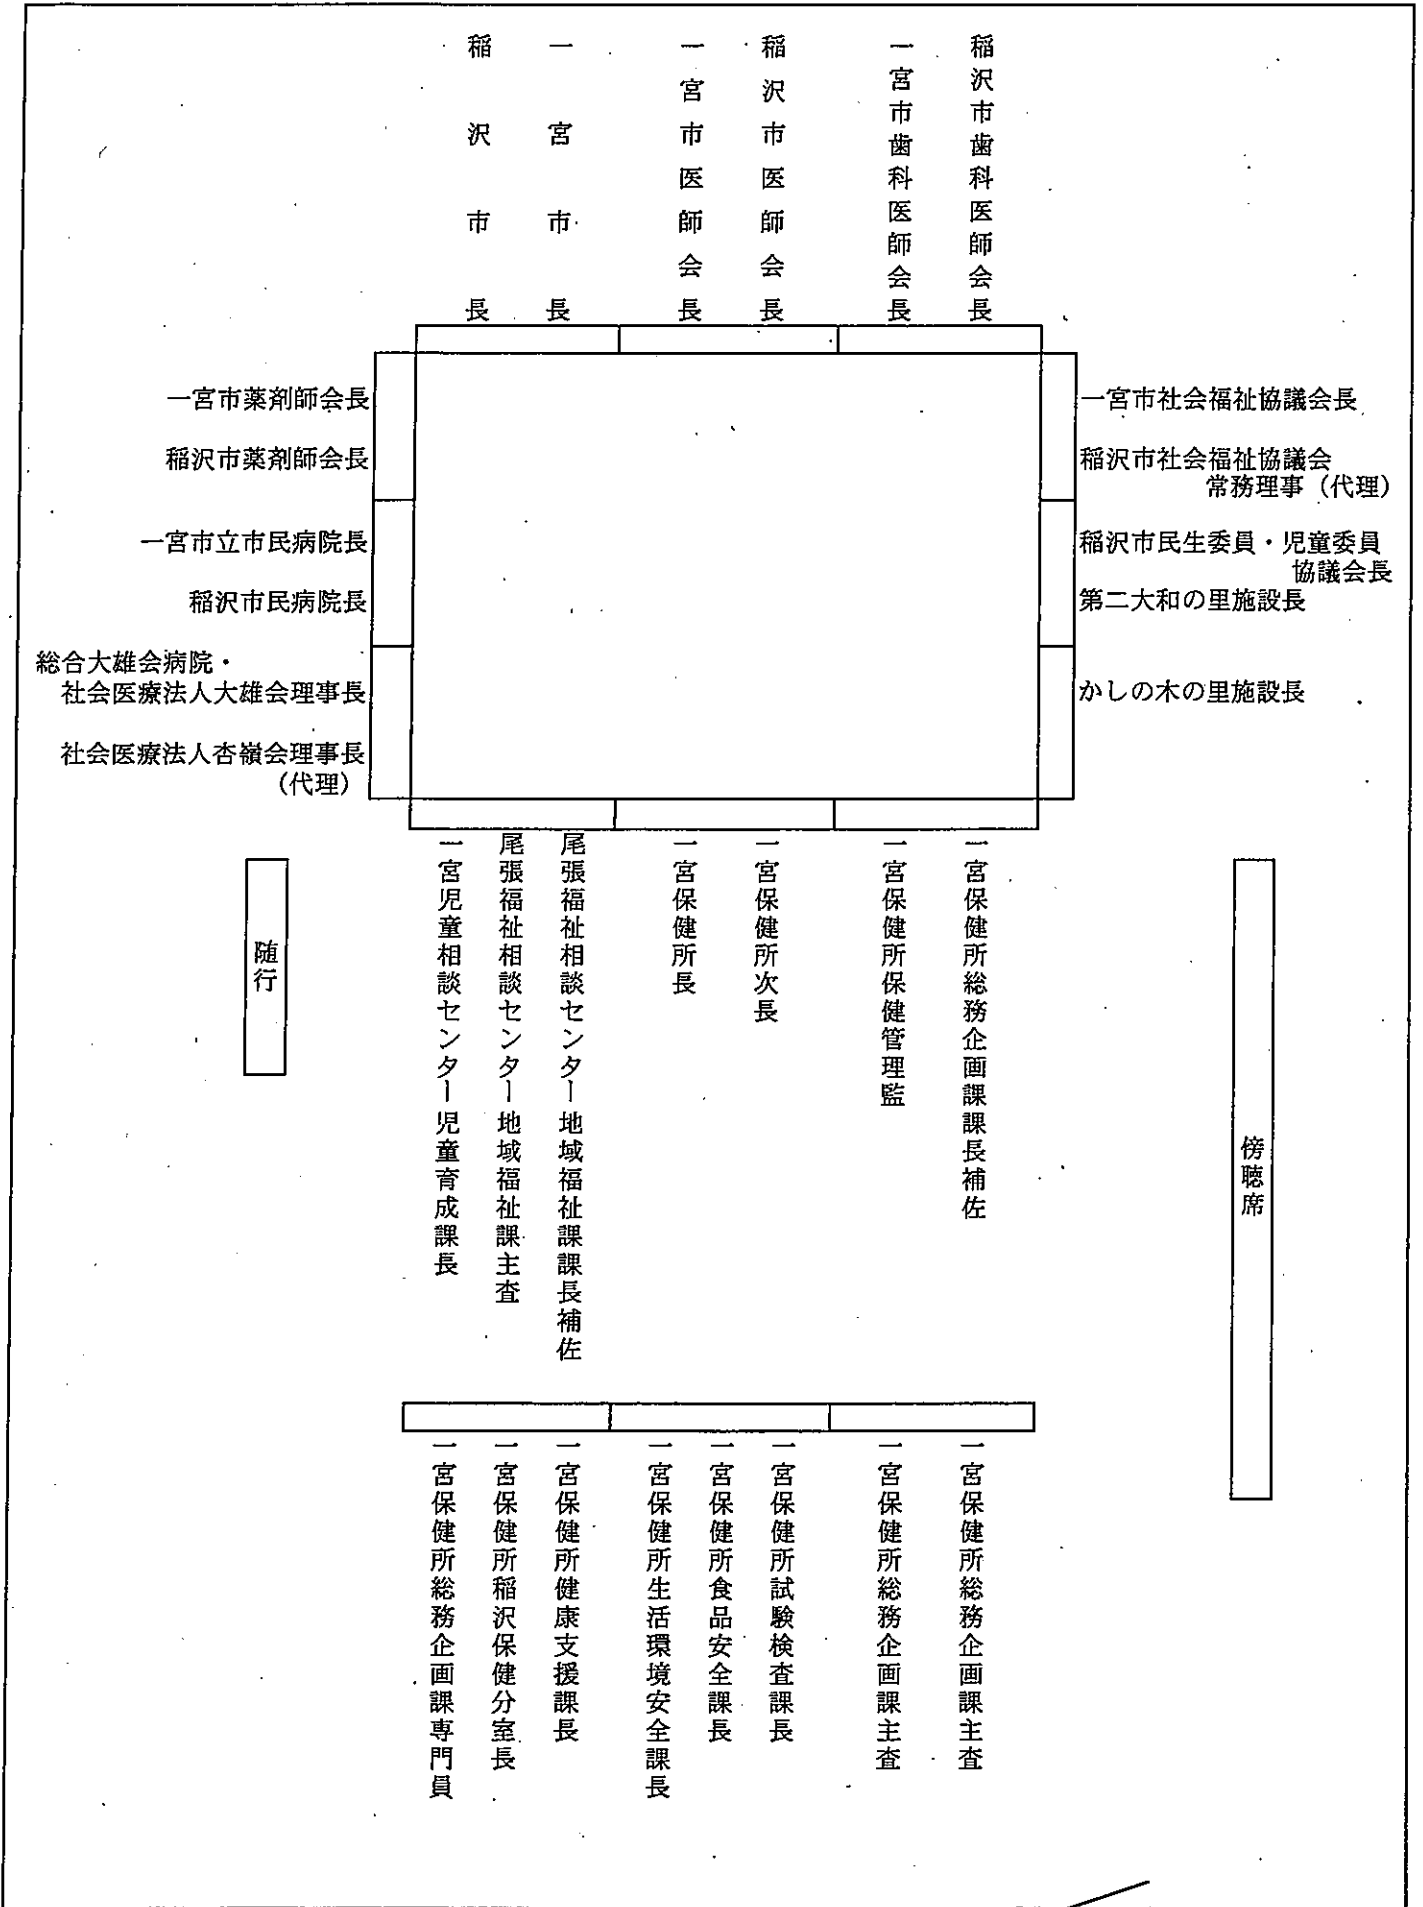 稲沢市長
一宮市長
一宮市医師会長
稲沢市医師会長
一宮市歯科医師会長
稲沢市歯科医師会長
一宮市薬剤師会長
稲沢市薬剤師会長
一宮市立市民病院長
稲沢市民病院長
総合大雄会病院・
社会医療法人大雄会理事長
社会医療法人杏嶺会理事長
(代理)
一宮市社会福祉協議会長
稲沢市社会福祉協議会
常務理事（代理）
稲沢市民生委員・児童委員
協議会長
第二大和の里施設長
かしの木の里施設長
一宮児童相談センター児童育成課長
尾張福祉相談センター地域福祉課主査
尾張福祉相談センター地域福祉課課長補佐
一宮保健所長
一宮保健所次長
一宮保健所保健管理監
一宮保健所総務企画課課長補佐
随行
傍聴席
一宮保健所総務企画課専門員
一宮保健所稲沢保健分室長
一宮保健所健康支援課長
一宮保健所生活環境安全課長
一宮保健所食品安全課長
一宮保健所試験検査課長
一宮保健所総務企画課主査
一宮保健所総務企画課主査